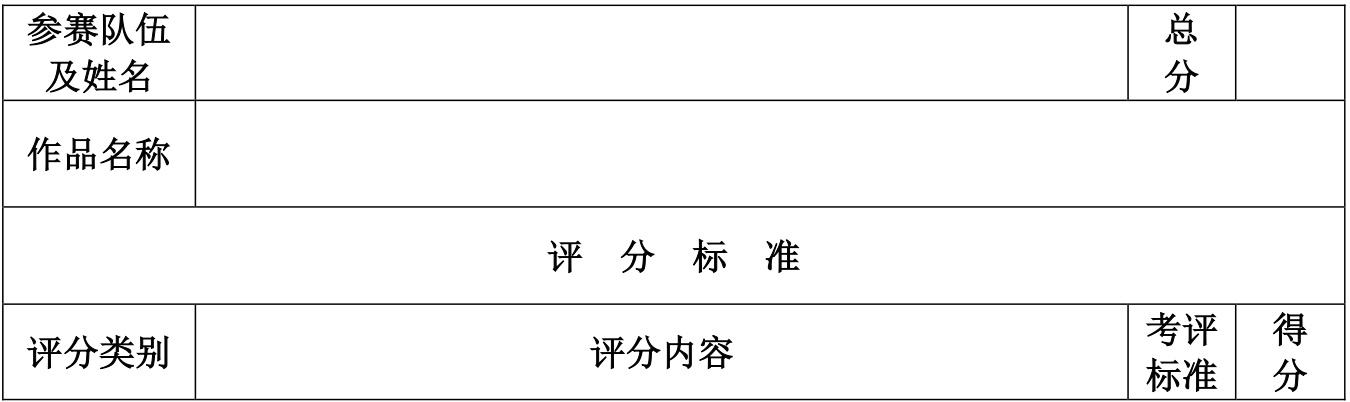 参赛队伍
及姓名
总
分
作品名称
评 分 标 准
评分类别
评分内容
考评
标准
得
分